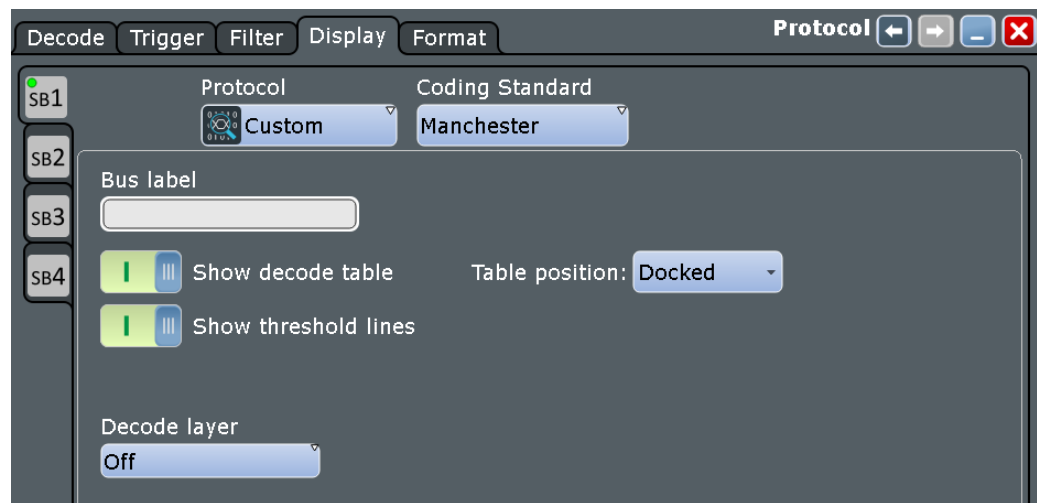 Decode Trigger Filter Display Format Protocol
SB1
Protocol Coding Standard
Custom Manchester
SB2
Bus label
SB3
SB4
Show decode table Table position: Docked
Show threshold lines
Decode layer
Off